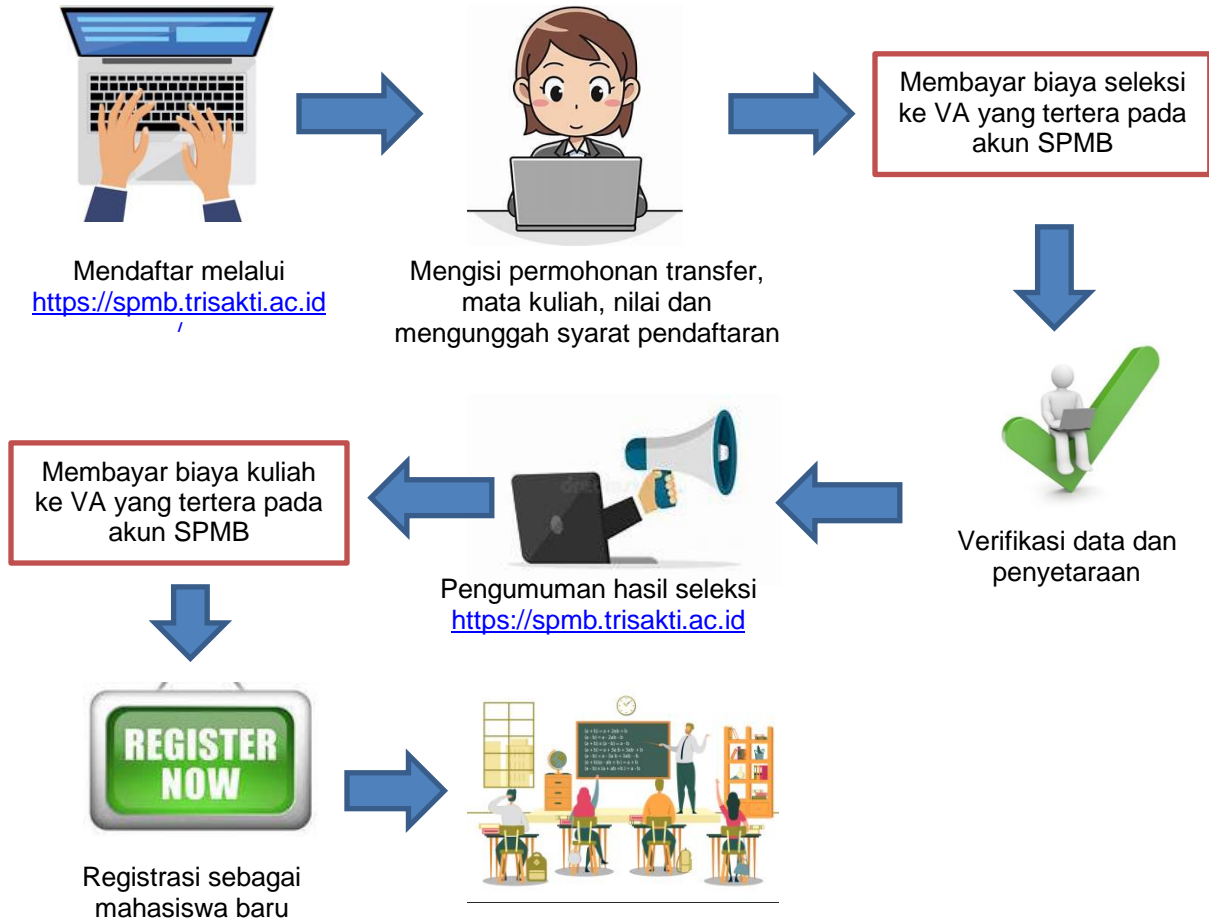 Mendaftar melalui
https://spmb.trisakti.ac.id
/
Mengisi permohonan transfer,
mata kuliah, nilai dan
mengunggah syarat pendaftaran
Membayar biaya seleksi
ke VA yang tertera pada
akun SPMB
Verifikasi data dan
penyetaraan
Pengumuman hasil seleksi
https://spmb.trisakti.ac.id
Membayar biaya kuliah
ke VA yang tertera pada
akun SPMB
REGISTER
NOW
Registrasi sebagai
mahasiswa baru